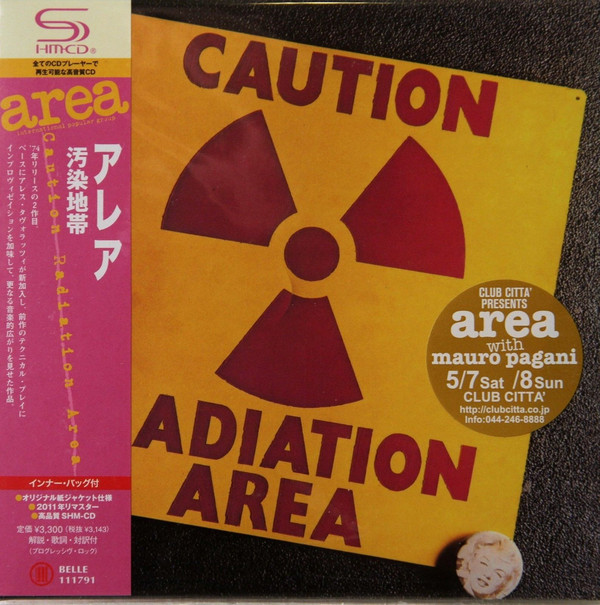 SHM-CD®
全てのCDプレーヤーで
再生可能な高音質CD
area
international popular group
Caution Radiation Area
アレア
汚染地帯
'74年リリースの2作目。
ベースにアレス・タヴォラッツィが新加入し、前作のテクニカル・プレイに
インプロヴィゼイションを加味して、更なる音楽的広がりを見せた作品。
インナー・バッグ付
●オリジナル紙ジャケット仕様
●2011年リマスター
●高品質SHM-CD
定価 ¥3,300 (税抜 ¥3,143)
解説・歌詞・対訳付
(プログレッシヴ・ロック)
BELLE
111791
CAUTION
ADIATION
AREA
CLUB CITTA'
PRESENTS
area
with
mauro pagani
5/7Sat /8Sun
CLUB CITTA'
http://clubcitta.co.jp
Info:044-246-8888